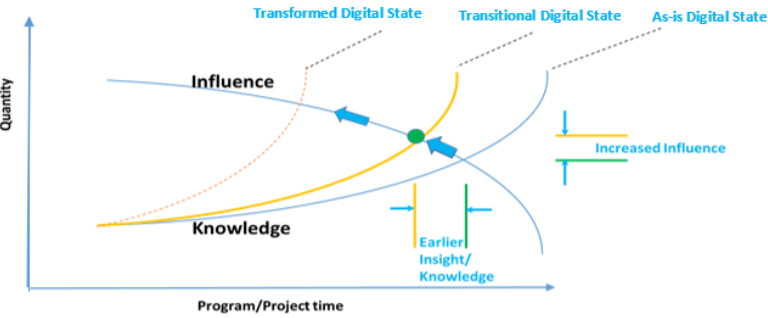 Transformed Digital State
Transitional Digital State
As-is Digital State
Influence
Quantity
Increased Influence
Knowledge
Earlier
Insight/
Knowledge
Program/Project time